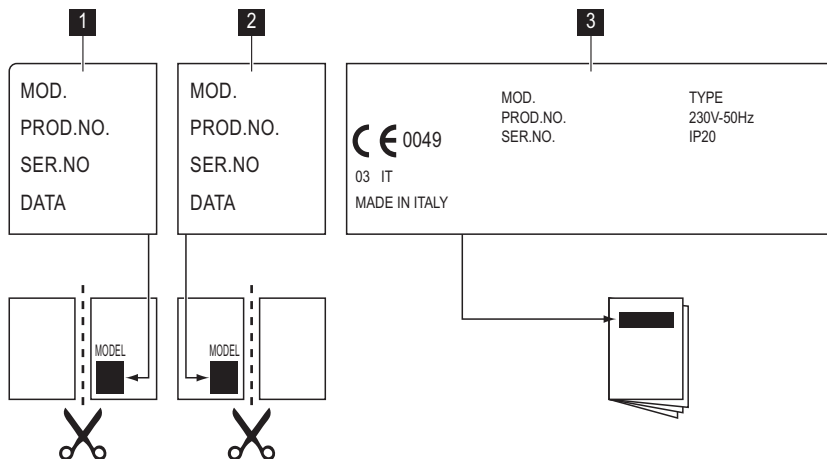 1
2
3
MOD.
PROD.NO.
SER.NO
DATA
MOD.
PROD.NO.
SER.NO
DATA
CE 0049
03 IT
MADE IN ITALY
MOD.
PROD.NO.
SER.NO.
TYPE
230V-50Hz
IP20
MODEL
MODEL